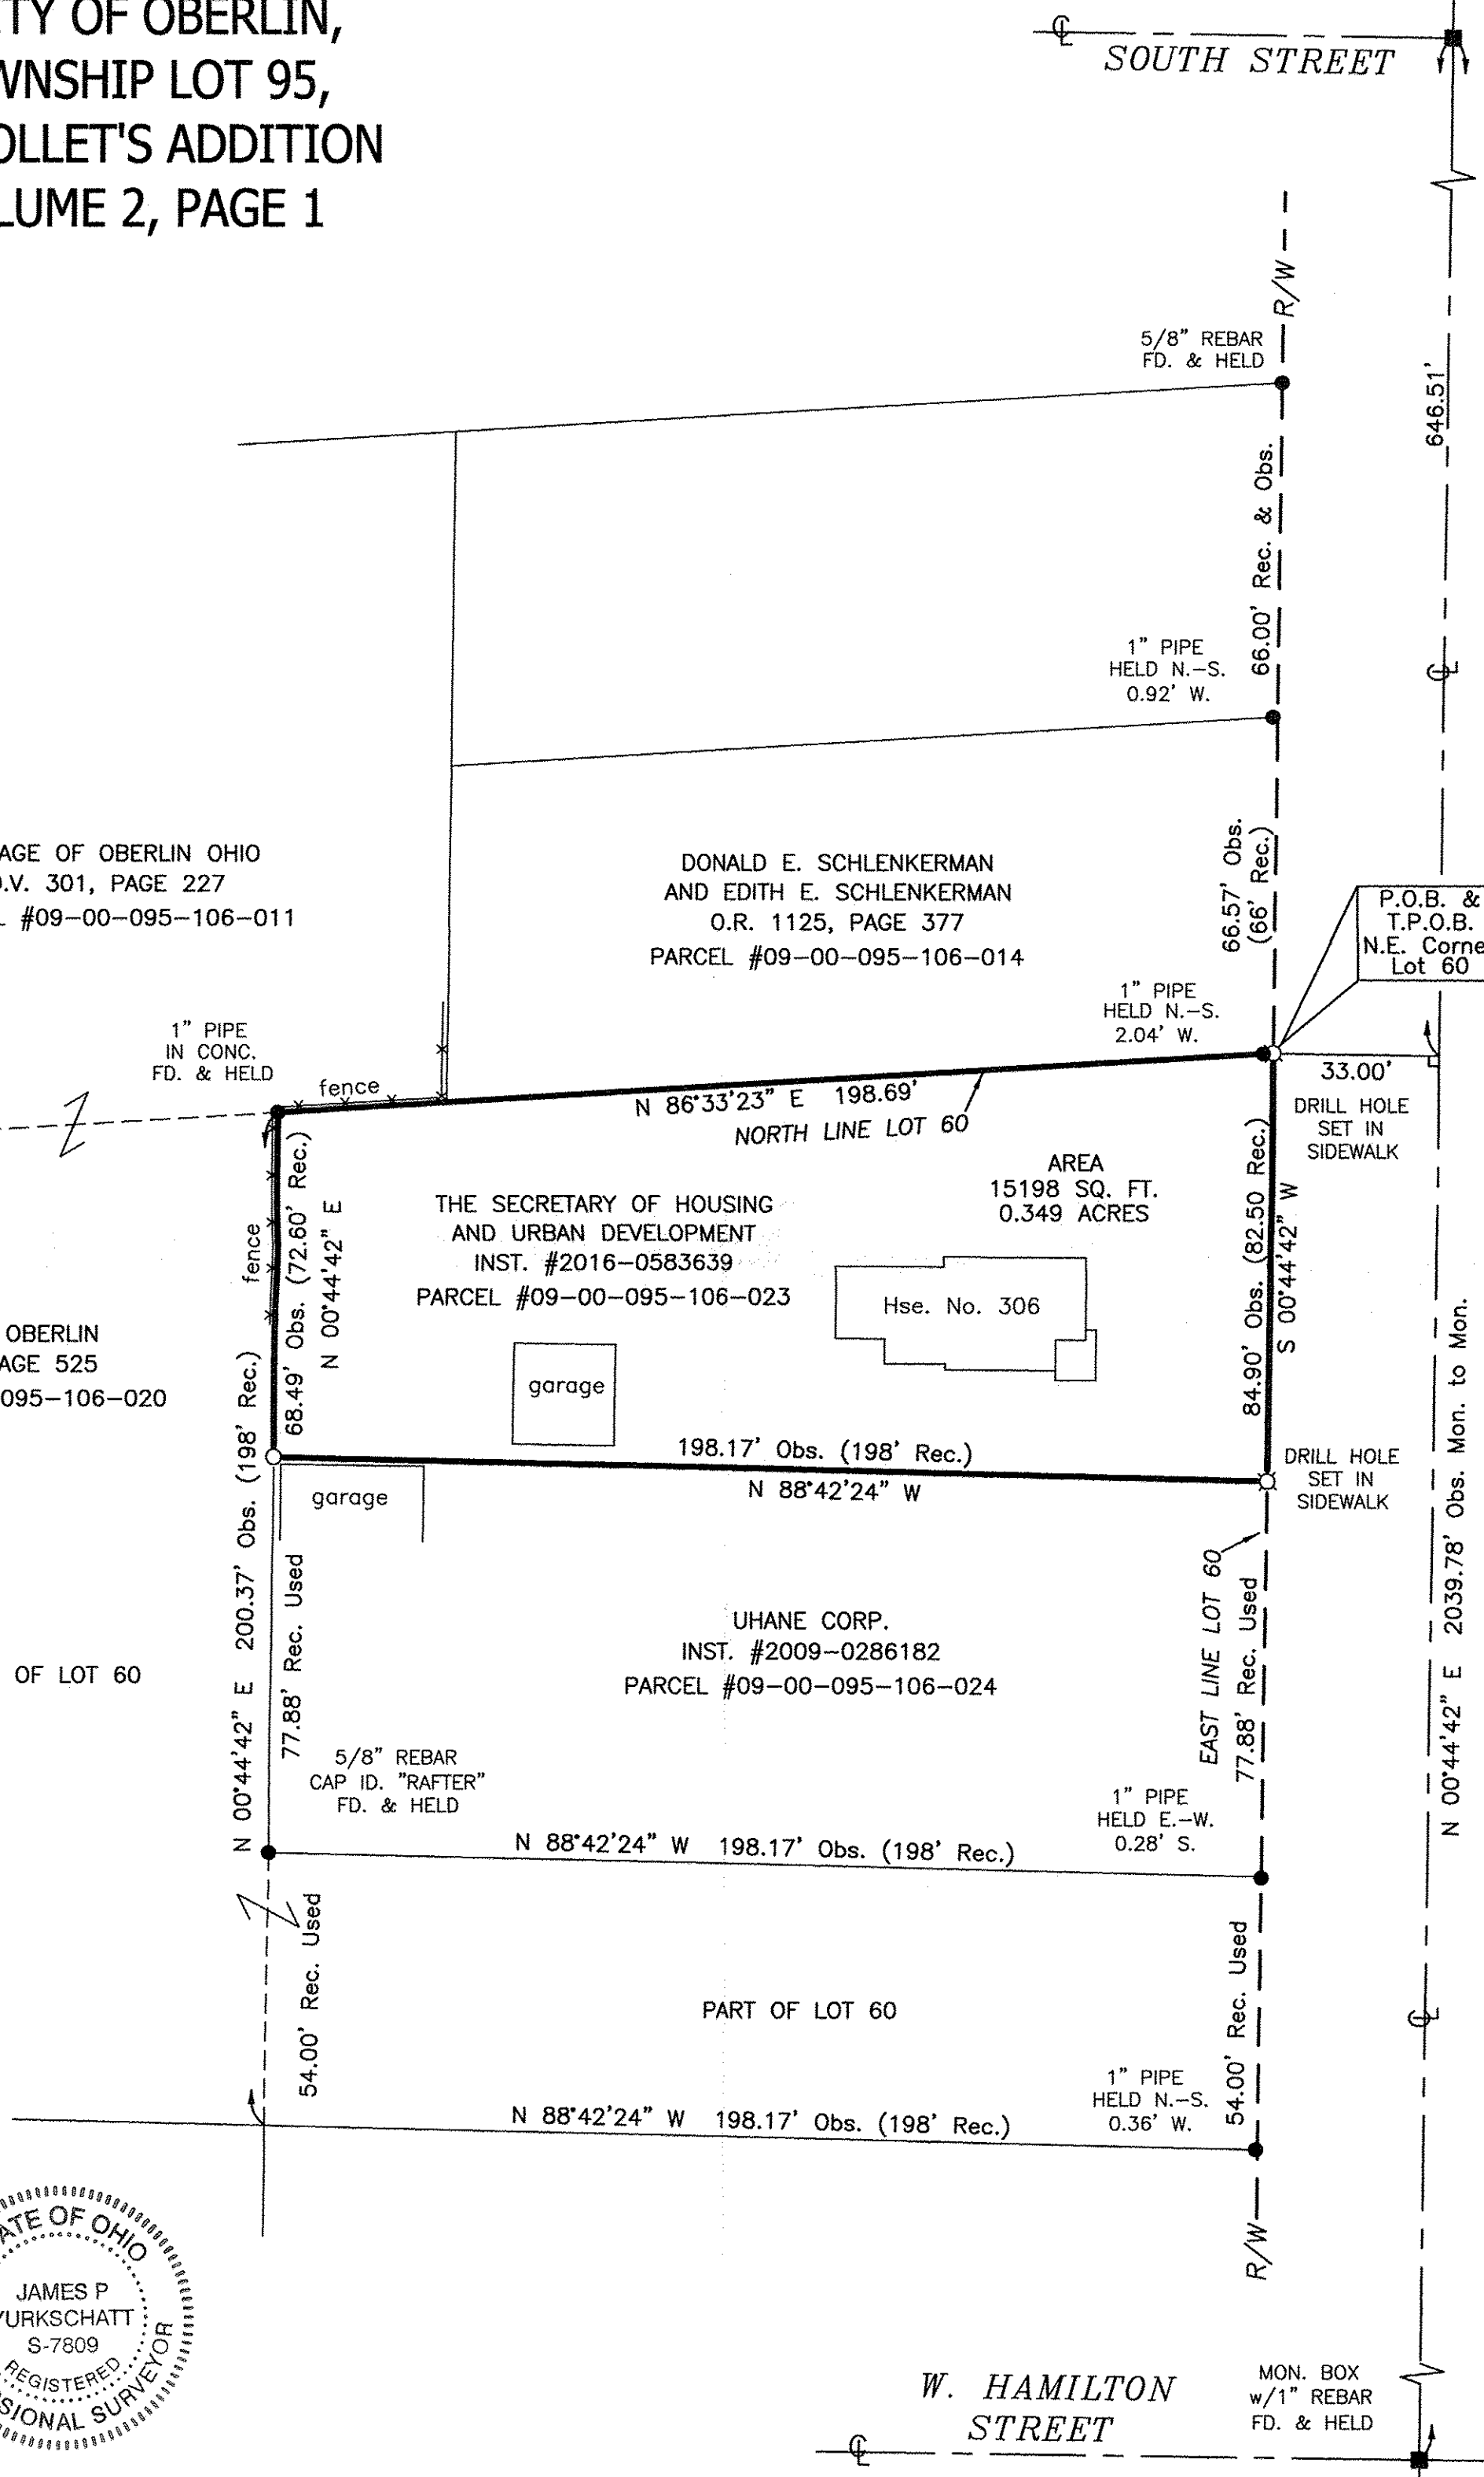 TY OF OBERLIN,
WNSHIP LOT 95,
OLLET'S ADDITION
LUME 2, PAGE 1
SOUTH STREET
R/W
5/8" REBAR
FD. & HELD
646.51'
66.00' Rec. & Obs.
1" PIPE
HELD N.-S.
0.92' W.
AGE OF OBERLIN OHIO
.V. 301, PAGE 227
#09-00-095-106-011
DONALD E. SCHLENKERMAN
AND EDITH E. SCHLENKERMAN
O.R. 1125, PAGE 377
PARCEL #09-00-095-106-014
66.57' Obs.
(66' Rec.)
P.O.B. &
T.P.O.B.
N.E. Corne
Lot 60
1" PIPE
HELD N.-S.
2.04' W.
1" PIPE
IN CONC.
FD. & HELD
fence
N 86°33'23" E 198.69'
NORTH LINE LOT 60
33.00'
DRILL HOLE
SET IN
SIDEWALK
AREA
15198 SQ. FT.
0.349 ACRES
THE SECRETARY OF HOUSING
AND URBAN DEVELOPMENT
INST. #2016-0583639
PARCEL #09-00-095-106-023
Hse. No. 306
garage
fence
68.49' Obs. (72.60' Rec.)
N 00°44'42" E
84.90' Obs. (82.50 Rec.)
S 00°44'42" W
OBERLIN
AGE 525
095-106-020
198.17' Obs. (198' Rec.)
N 88°42'24" W
DRILL HOLE
SET IN
SIDEWALK
garage
N 00°44'42" E 200.37' Obs. (198' Rec.)
77.88' Rec. Used
UHANE CORP.
INST. #2009-0286182
PARCEL #09-00-095-106-024
EAST LINE LOT 60
77.88' Rec. Used
N 00°44'42" E 2039.78' Obs. Mon. to Mon.
OF LOT 60
5/8" REBAR
CAP ID. "RAFTER"
FD. & HELD
1" PIPE
HELD E.-W.
0.28' S.
N 88°42'24" W 198.17' Obs. (198' Rec.)
54.00' Rec. Used
PART OF LOT 60
54.00' Rec. Used
1" PIPE
HELD N.-S.
0.36' W.
N 88°42'24" W 198.17' Obs. (198' Rec.)
R/W
ATE OF OHIO
JAMES P
YURKSCHATT
S-7809
REGISTERED
SIONAL SURVEYOR
W. HAMILTON
STREET
MON. BOX
w/1" REBAR
FD. & HELD